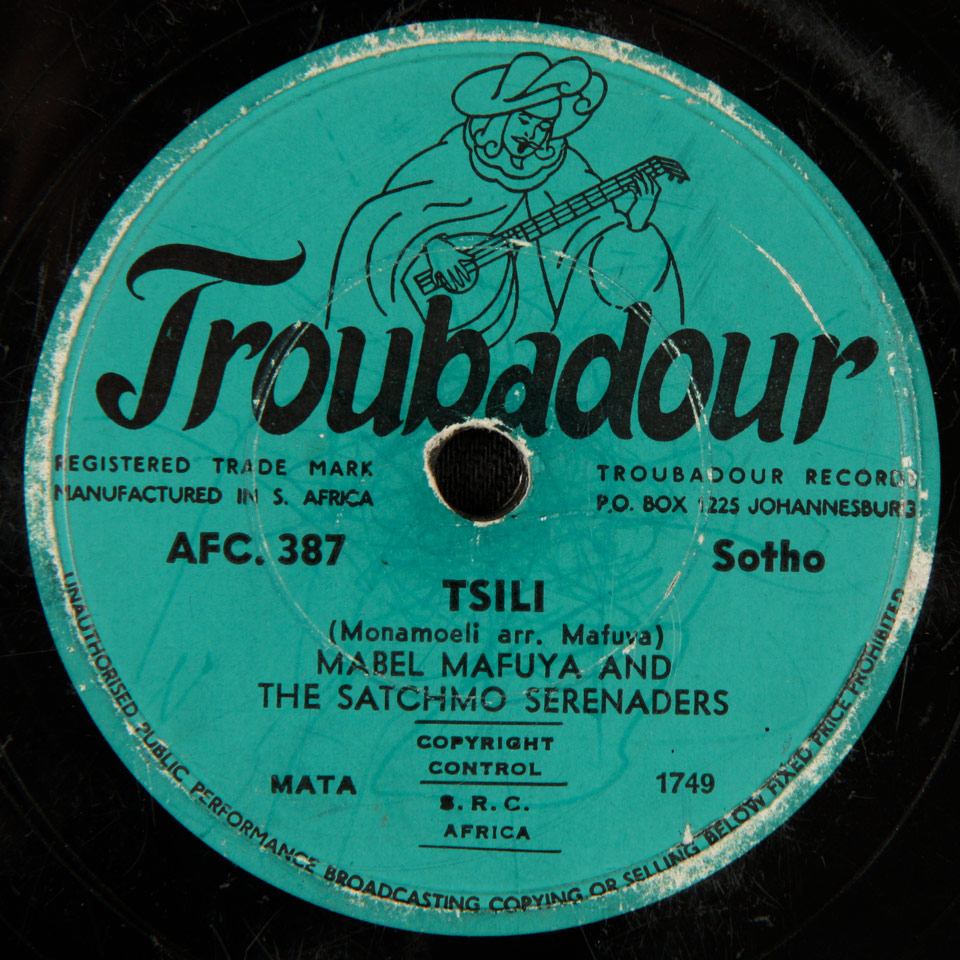 Troubadour
REGISTERED TRADE MARK
MANUFACTURED IN S. AFRICA
TROUBADOUR RECORDS
P.O. BOX 1225 JOHANNESBURG
AFC. 387
Sotho
TSILI
(Monamoeli arr. Mafuya)
MABEL MAFUYA AND
THE SATCHMO SERENADERS
COPYRIGHT
CONTROL
MATA
1749
S. R. C.
AFRICA
UNAUTHORISED PUBLIC PERFORMANCE BROADCASTING COPYING OR SELLING BELOW FIXED PRICE PROHIBITED